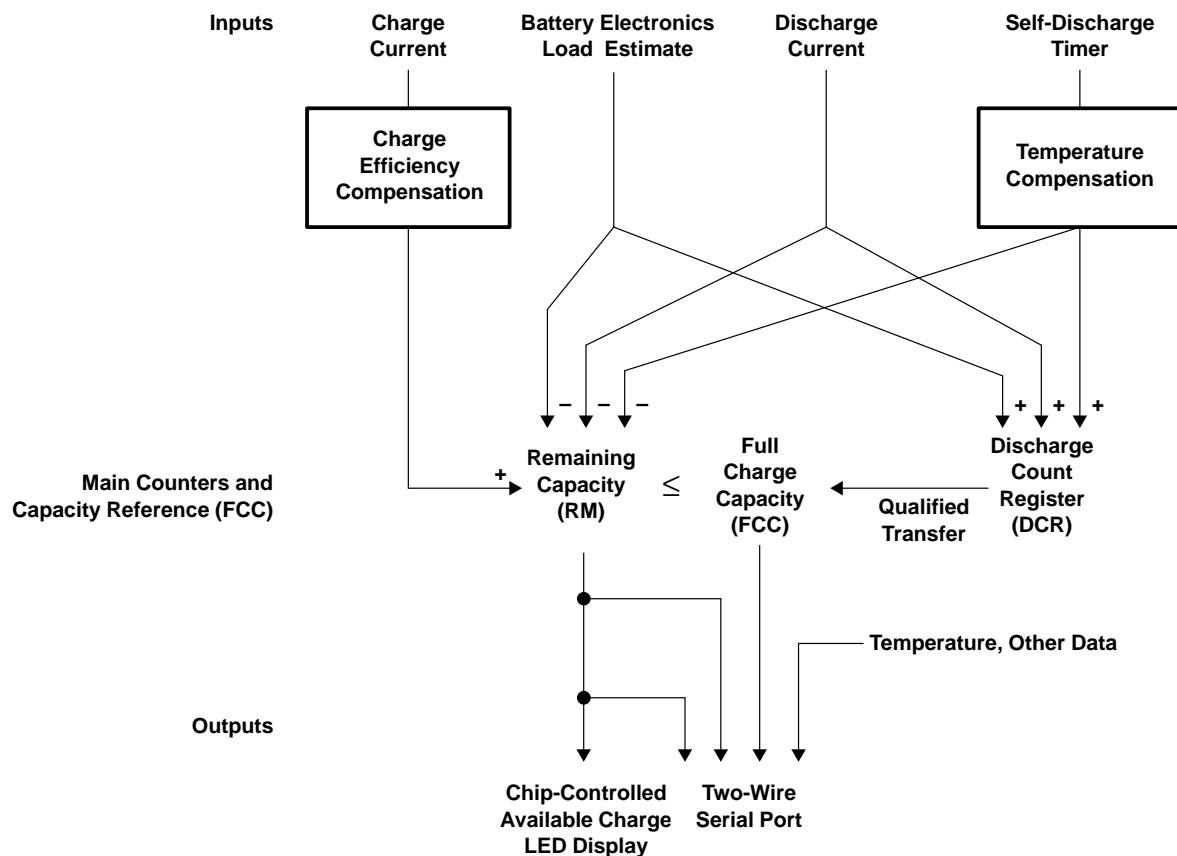 Inputs
Charge
Current
Battery Electronics
Load Estimate
Discharge
Current
Self-Discharge
Timer
Charge
Efficiency
Compensation
Temperature
Compensation
– – –
+ + +
Main Counters and
Capacity Reference (FCC)
+
Remaining
Capacity
(RM)
≤
Full
Charge
Capacity
(FCC)
Qualified
Transfer
Discharge
Count
Register
(DCR)
Temperature, Other Data
Outputs
Chip-Controlled
Available Charge
LED Display
Two-Wire
Serial Port